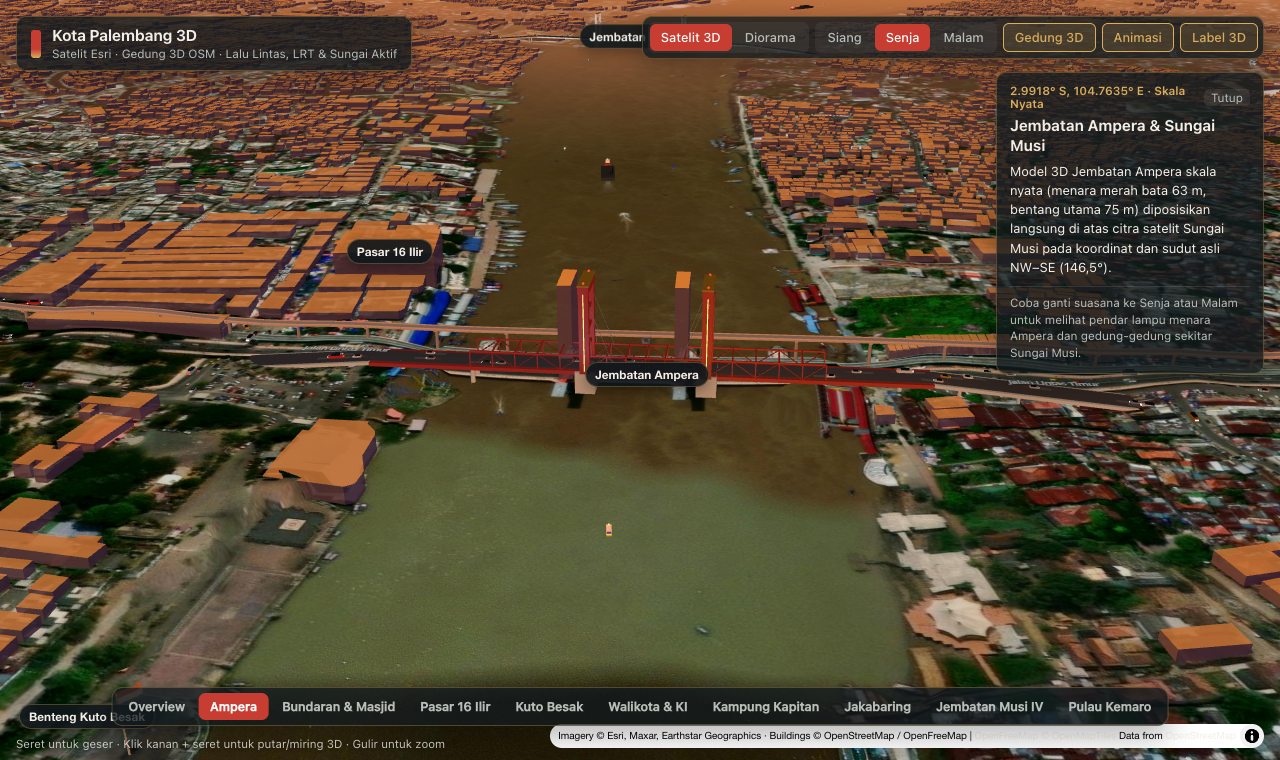 Kota Palembang 3D
Satelit Esri · Gedung 3D OSM · Lalu Lintas, LRT & Sungai Aktif
Jembatan
Satelit 3D
Diorama
Siang
Senja
Malam
Gedung 3D
Animasi
Label 3D
2.9918° S, 104.7635° E · Skala
Nyata
Tutup
Jembatan Ampera & Sungai
Musi
Model 3D Jembatan Ampera skala
nyata (menara merah bata 63 m,
bentang utama 75 m) diposisikan
langsung di atas citra satelit Sungai
Musi pada koordinat dan sudut asli
NW–SE (146,5°).
Coba ganti suasana ke Senja atau Malam
untuk melihat pendar lampu menara
Ampera dan gedung-gedung sekitar
Sungai Musi.
Pasar 16 Ilir
Jembatan Ampera
Jalan Lintas Timur
Benteng Kuto Besak
Overview
Ampera
Bundaran & Masjid
Pasar 16 Ilir
Kuto Besak
Walikota & KI
Kampung Kapitan
Jakabaring
Jembatan Musi IV
Pulau Kemaro
Seret untuk geser · Klik kanan + seret untuk putar/miring 3D · Gulir untuk zoom
Imagery © Esri, Maxar, Earthstar Geographics · Buildings © OpenStreetMap / OpenFreeMap | OpenFreeMap © OpenMapTiles Data from OpenStreetMap